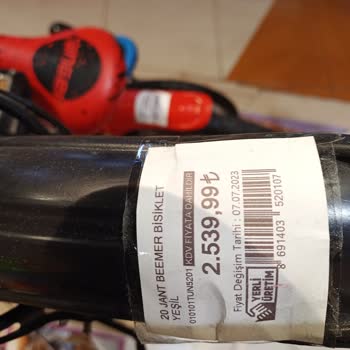 20 JANT BEEMER BİSİKLET
YEŞİL
010101TUN5201 KDV FİYATA DAHİLDİR
2.539,99₺
Fiyat Değişim Tarihi : 07.07.2023
8 691403 520107
YERLİ
ÜRETİM